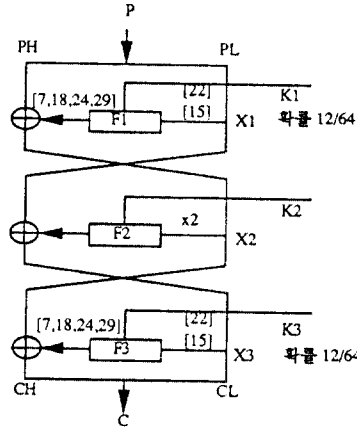 P
PH
PL
[7,18,24,29]
[22]
K1
F1
[15]
X1
확률 12/64
K2
x2
F2
X2
[7,18,24,29]
[22]
K3
F3
[15]
X3
확률 12/64
CH
CL
C